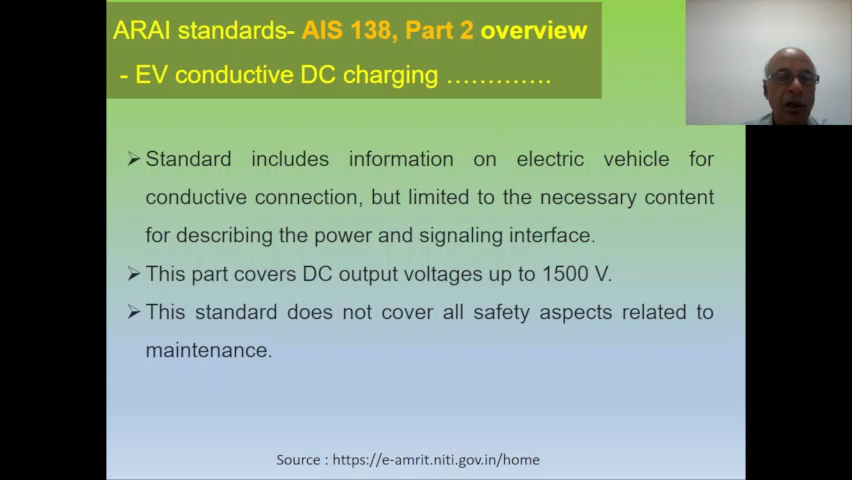 ARAI standards- AIS 138, Part 2 overview
- EV conductive DC charging .............
➢ Standard includes information on electric vehicle for
conductive connection, but limited to the necessary content
for describing the power and signaling interface.
➢ This part covers DC output voltages up to 1500 V.
➢ This standard does not cover all safety aspects related to
maintenance.
Source : https://e-amrit.niti.gov.in/home